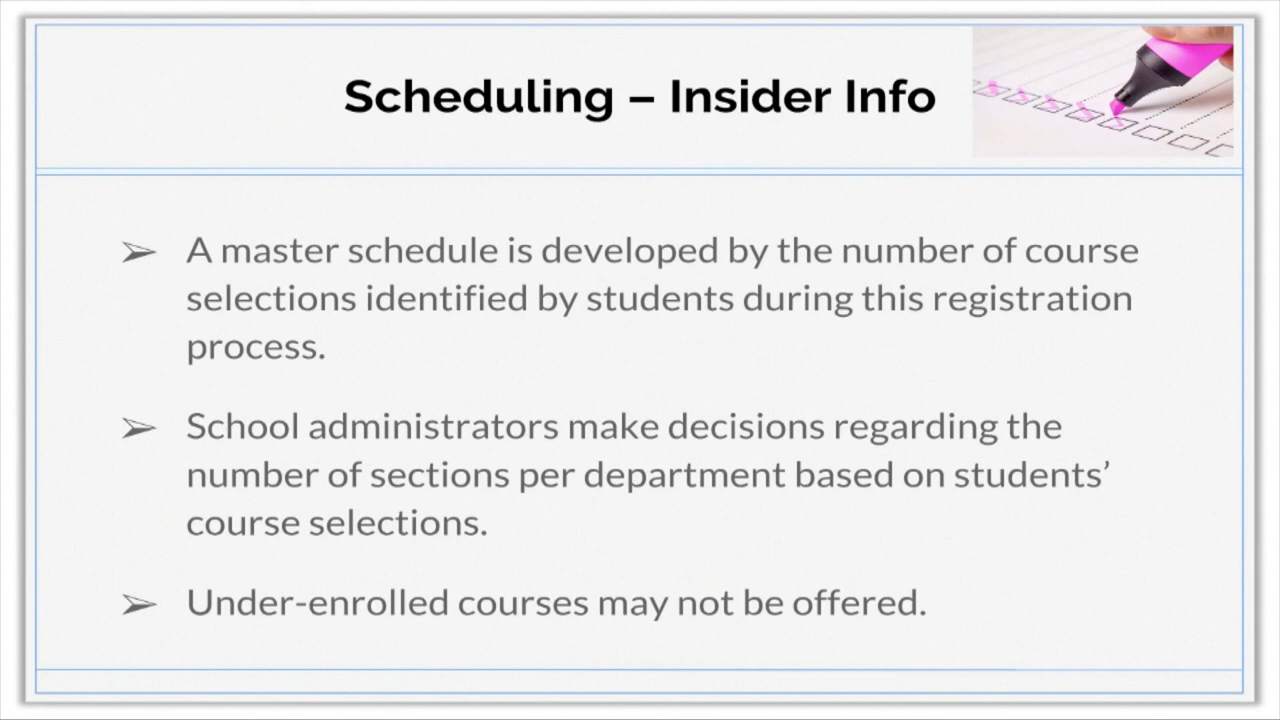 Scheduling – Insider Info
➢ A master schedule is developed by the number of course
selections identified by students during this registration
process.
➢ School administrators make decisions regarding the
number of sections per department based on students’
course selections.
➢ Under-enrolled courses may not be offered.